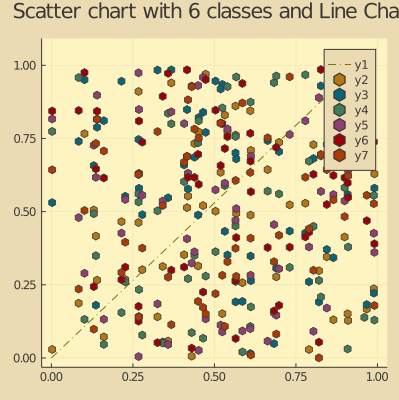 Scatter chart with 6 classes and Line Cha
1.00
0.75
0.50
0.25
0.00
0.00 0.25 0.50 0.75 1.00
y1
y2
y3
y4
y5
y6
y7